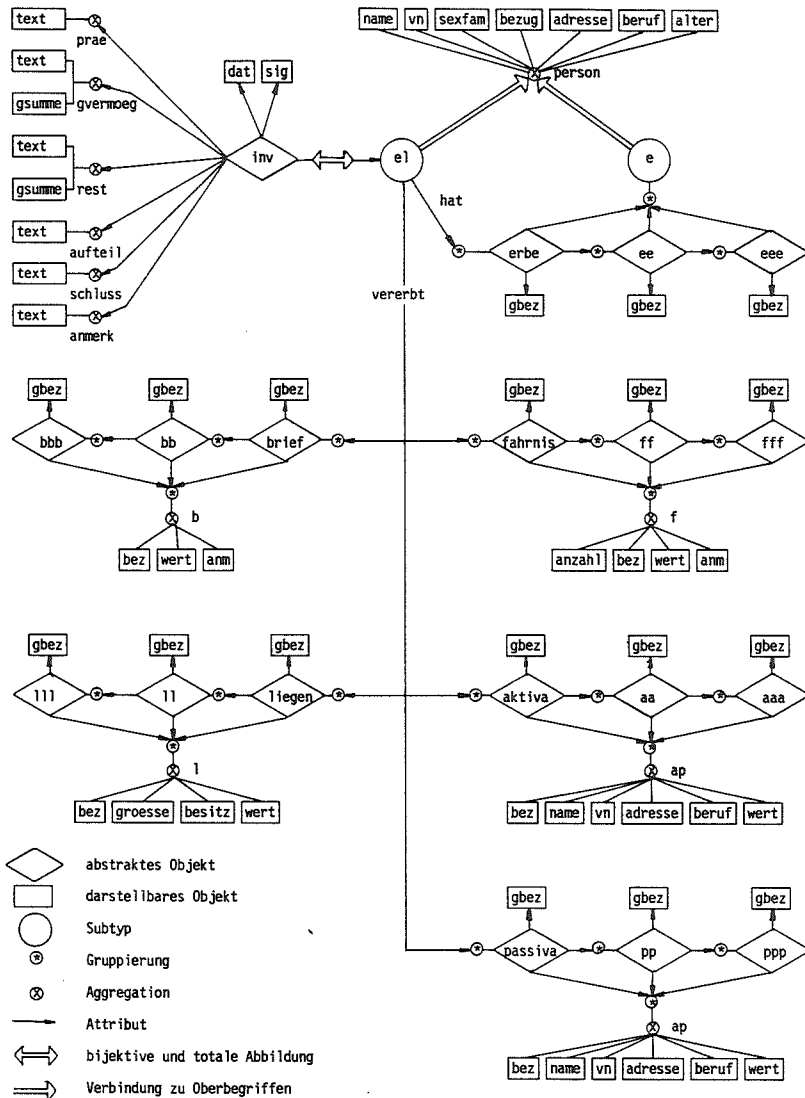 name vn sexfam bezug adresse beruf alter
text
prae
person
text
gsumme
gvermoeg
dat sig
text
gsumme
rest
inv
el
e
hat
text
aufteil
erbe
ee
eee
text
schluss
vererbt
gbez gbez gbez
text
anmerk
gbez gbez gbez
gbez gbez gbez
bbb bb brief
fahrnis ff fff
b
f
bez wert anm
anzahl bez wert anm
gbez gbez gbez
gbez gbez gbez
lll ll liegen
aktiva aa aaa
l
ap
bez groesse besitz wert
bez name vn adresse beruf wert
abstraktes Objekt
darstellbares Objekt
Subtyp
Gruppierung
Aggregation
Attribut
bijektive und totale Abbildung
Verbindung zu Oberbegriffen
gbez gbez gbez
passiva pp ppp
ap
bez name vn adresse beruf wert